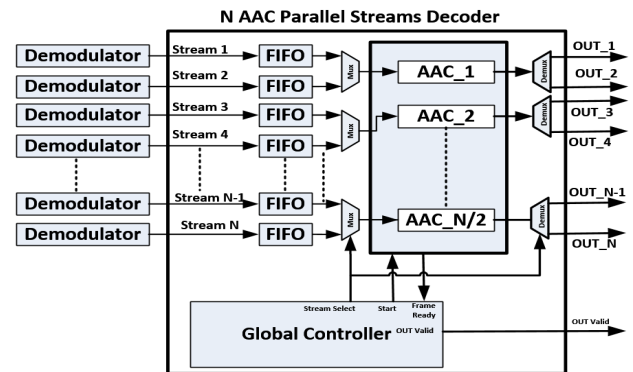 N AAC Parallel Streams Decoder
Demodulator
Stream 1
FIFO
Mux
AAC_1
Demux
OUT_1
Demodulator
Stream 2
FIFO
OUT_2
Demodulator
Stream 3
FIFO
Mux
AAC_2
Demux
OUT_3
Demodulator
Stream 4
FIFO
OUT_4
Demodulator
Stream N-1
FIFO
Mux
AAC_N/2
Demux
OUT_N-1
Demodulator
Stream N
FIFO
OUT_N
Stream Select
Start
Frame
Ready
Global Controller
OUT Valid
OUT Valid